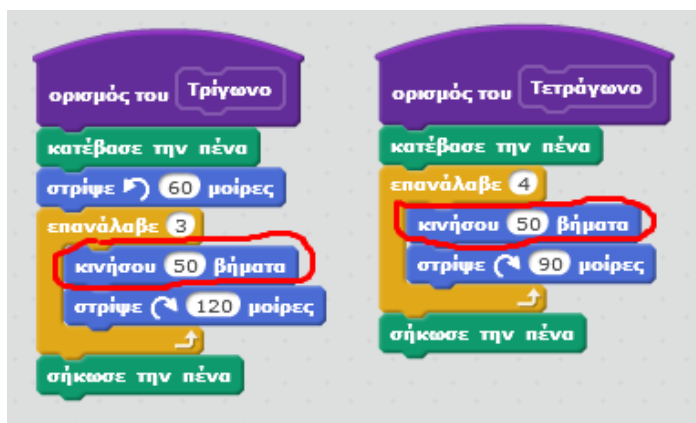 ορισμός του Τρίγωνο
κατέβασε την πένα
στρίψε 60 μοίρες
επανάλαβε 3
κινήσου 50 βήματα
στρίψε 120 μοίρες
σήκωσε την πένα
ορισμός του Τετράγωνο
κατέβασε την πένα
επανάλαβε 4
κινήσου 50 βήματα
στρίψε 90 μοίρες
σήκωσε την πένα